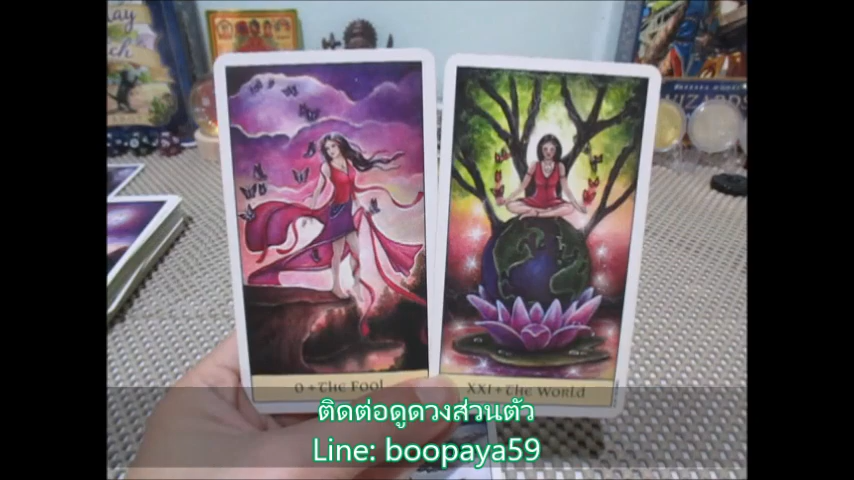 WIZARDS
0 + The Fool
XXI + The World
ติดต่อดูดวงส่วนตัว
Line: boopaya59